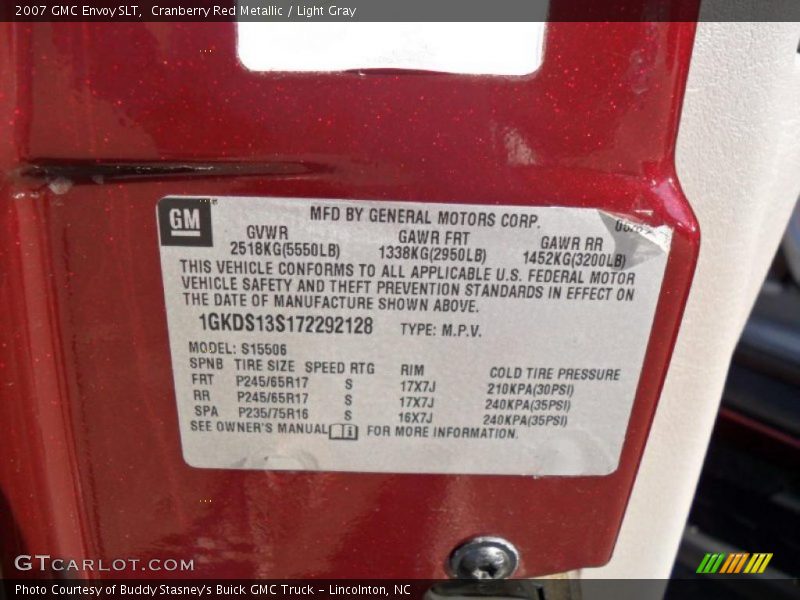 2007 GMC Envoy SLT,  Cranberry Red Metallic / Light Gray
GM
MFD BY GENERAL MOTORS CORP.
GVWR GAWR FRT GAWR RR
2518KG(5550LB) 1338KG(2950LB) 1452KG(3200LB)
THIS VEHICLE CONFORMS TO ALL APPLICABLE U.S. FEDERAL MOTOR
VEHICLE SAFETY AND THEFT PREVENTION STANDARDS IN EFFECT ON
THE DATE OF MANUFACTURE SHOWN ABOVE.
1GKDS13S172292128 TYPE: M.P.V.
MODEL: S15506
SPNB TIRE SIZE SPEED RTG RIM COLD TIRE PRESSURE
FRT P245/65R17 S 17X7J 210KPA(30PSI)
RR P245/65R17 S 17X7J 240KPA(35PSI)
SPA P235/75R16 S 16X7J 240KPA(35PSI)
SEE OWNER'S MANUAL i FOR MORE INFORMATION.
GTCARLOT.COM
Photo Courtesy of Buddy Stasney's Buick GMC Truck - Lincolnton, NC